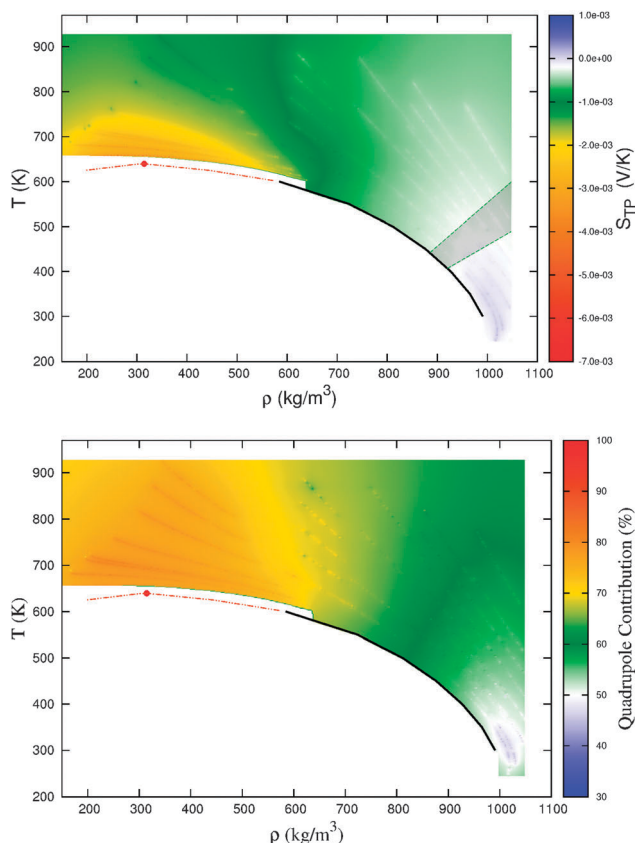 900
800
700
600
500
400
300
200
T (K)
200 300 400 500 600 700 800 900 1000 1100
ρ (kg/m³)
1.0e-03
0.0e+00
-1.0e-03
-2.0e-03
-3.0e-03
-4.0e-03
-5.0e-03
-6.0e-03
-7.0e-03
S_TP (V/K)
900
800
700
600
500
400
300
200
T (K)
200 300 400 500 600 700 800 900 1000 1100
ρ (kg/m³)
100
90
80
70
60
50
40
30
Quadrupole Contribution (%)